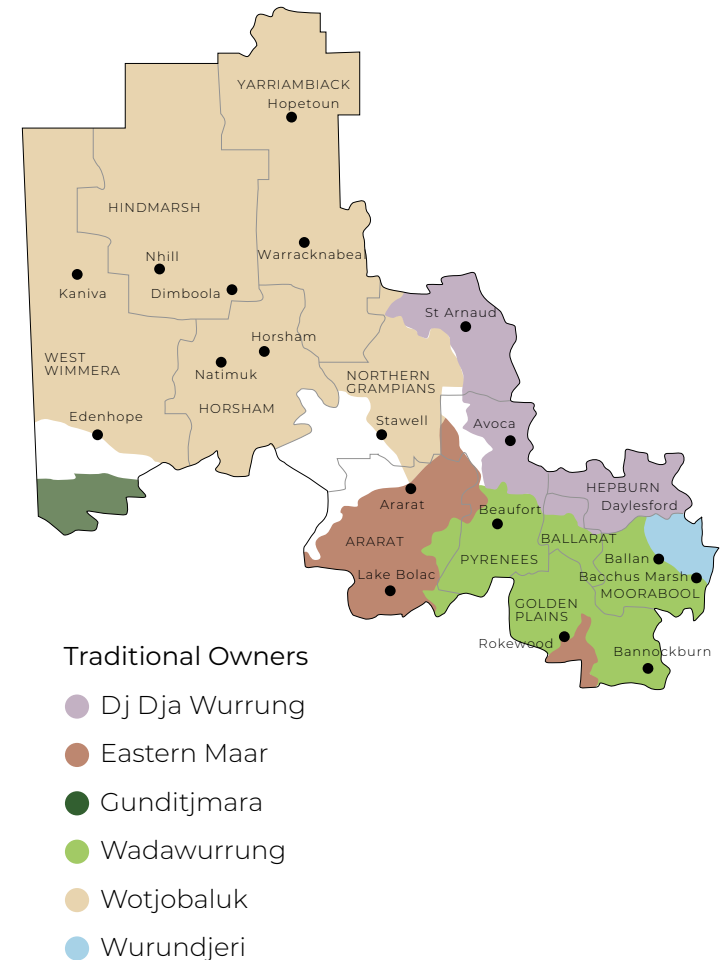 YARRIAMBIACK
Hopetoun
HINDMARSH
Nhill
Warracknabeal
Kaniva
Dimboola
St Arnaud
Horsham
WEST
WIMMERA
Natimuk
NORTHERN
GRAMPIANS
HORSHAM
Edenhope
Stawell
Avoca
HEPBURN
Daylesford
Ararat
Beaufort
ARARAT
BALLARAT
PYRENEES
Ballan
Lake Bolac
Bacchus Marsh
MOORABOOL
GOLDEN
PLAINS
Rokewood
Bannockburn
Traditional Owners
Dj Dja Wurrung
Eastern Maar
Gunditjmara
Wadawurrung
Wotjobaluk
Wurundjeri